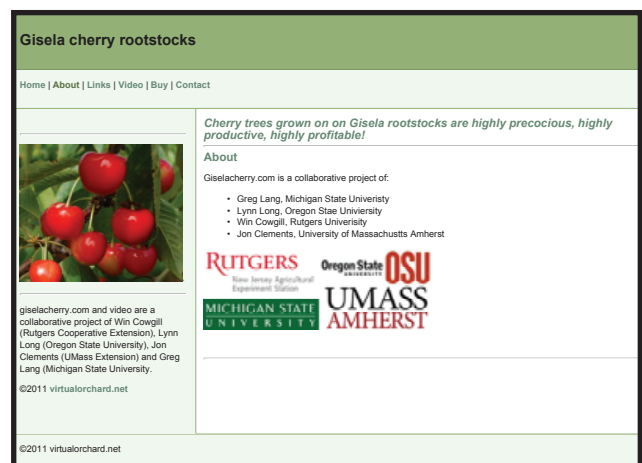 Gisela cherry rootstocks
Home | About | Links | Video | Buy | Contact
Cherry trees grown on on Gisela rootstocks are highly precocious, highly
productive, highly profitable!
About
Giselacherry.com is a collaborative project of:
• Greg Lang, Michigan State Univeristy
• Lynn Long, Oregon Stae Univiersity
• Win Cowgill, Rutgers Univerisity
• Jon Clements, University of Massachustts Amherst
RUTGERS
New Jersey Agricultural
Experiment Station
Oregon State
UNIVERSITY
OSU
MICHIGAN STATE
UNIVERSITY
UMASS
AMHERST
giselacherry.com and video are a
collaborative project of Win Cowgill
(Rutgers Cooperative Extension), Lynn
Long (Oregon State University), Jon
Clements (UMass Extension) and Greg
Lang (Michigan State University.
©2011 virtualorchard.net
©2011 virtualorchard.net